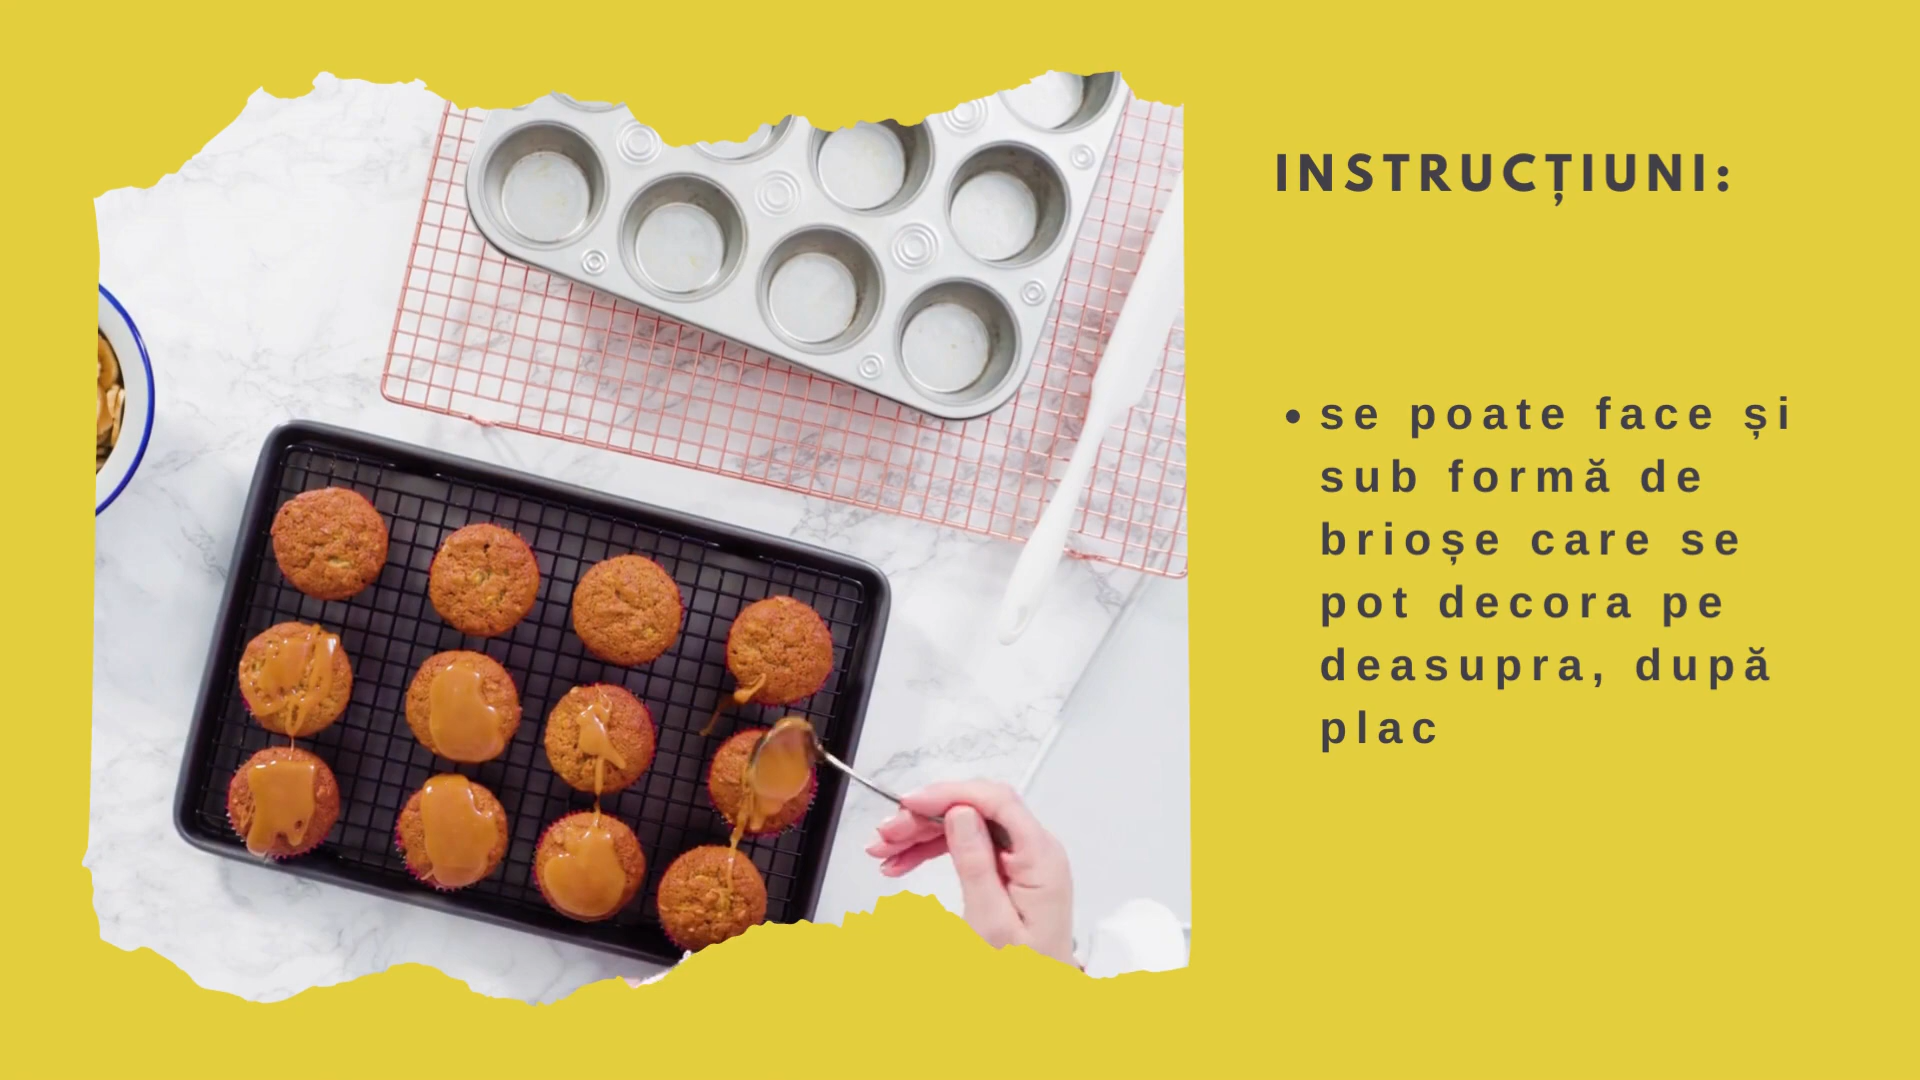 INSTRUCȚIUNI:
• se poate face și
sub formă de
brioșe care se
pot decora pe
deasupra, după
plac